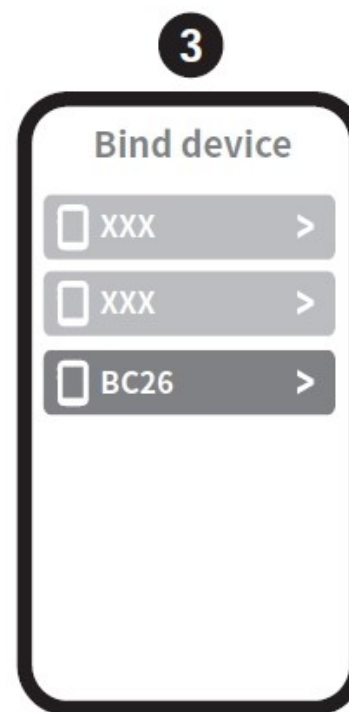 3
Bind device
XXX >
XXX >
BC26 >